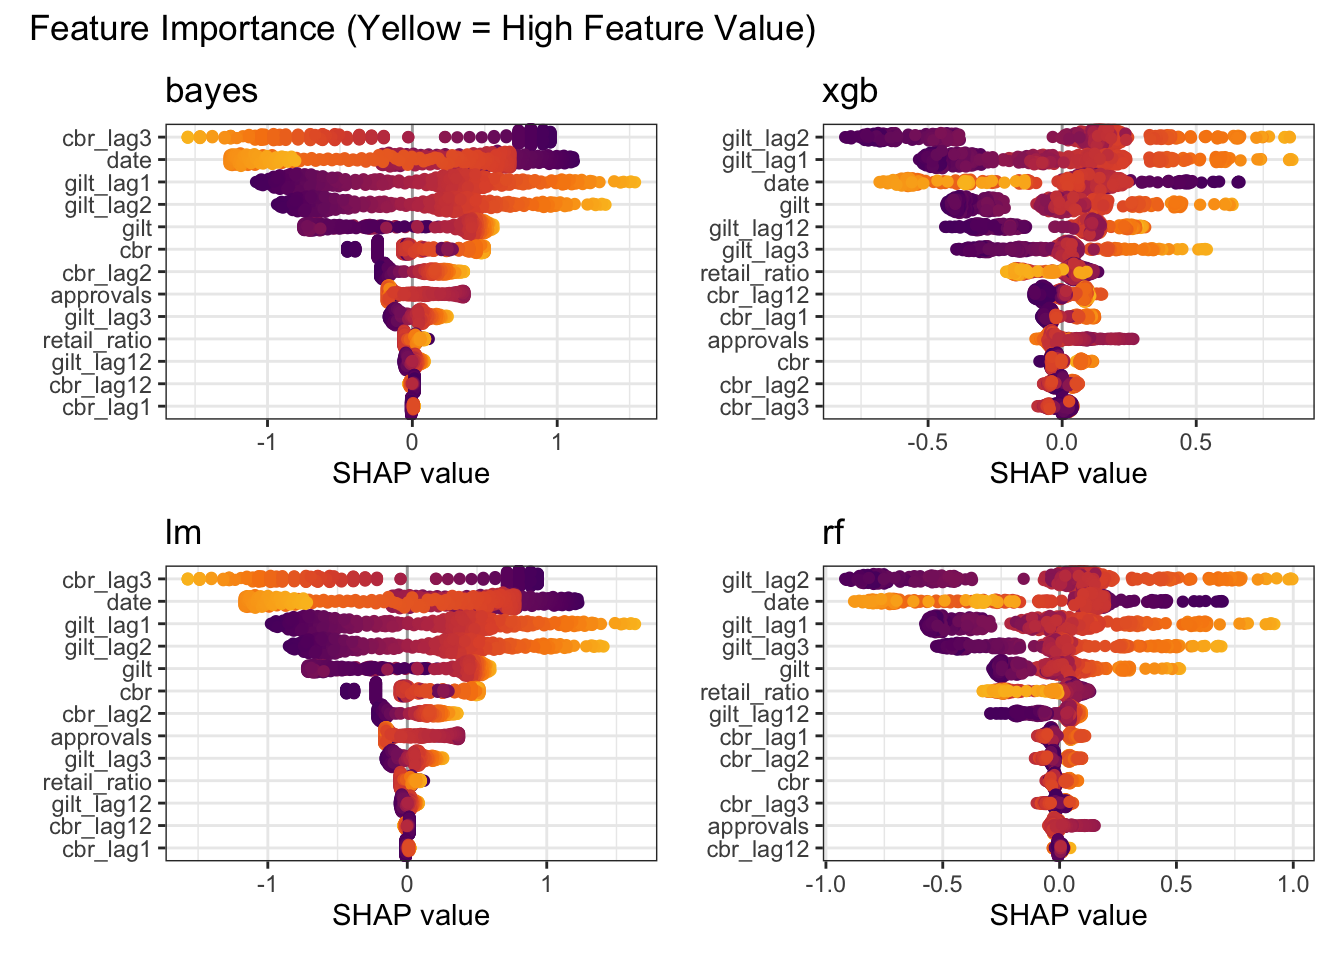 Feature Importance (Yellow = High Feature Value)
bayes
cbr_lag3
date
gilt_lag1
gilt_lag2
gilt
cbr
cbr_lag2
approvals
gilt_lag3
retail_ratio
gilt_lag12
cbr_lag12
cbr_lag1
-1 0 1
SHAP value
xgb
gilt_lag2
gilt_lag1
date
gilt
gilt_lag12
gilt_lag3
retail_ratio
cbr_lag12
cbr_lag1
approvals
cbr
cbr_lag2
cbr_lag3
-0.5 0.0 0.5
SHAP value
lm
cbr_lag3
date
gilt_lag1
gilt_lag2
gilt
cbr
cbr_lag2
approvals
gilt_lag3
retail_ratio
gilt_lag12
cbr_lag12
cbr_lag1
-1 0 1
SHAP value
rf
gilt_lag2
date
gilt_lag1
gilt_lag3
gilt
retail_ratio
gilt_lag12
cbr_lag1
cbr_lag2
cbr
cbr_lag3
approvals
cbr_lag12
-1.0 -0.5 0.0 0.5 1.0
SHAP value